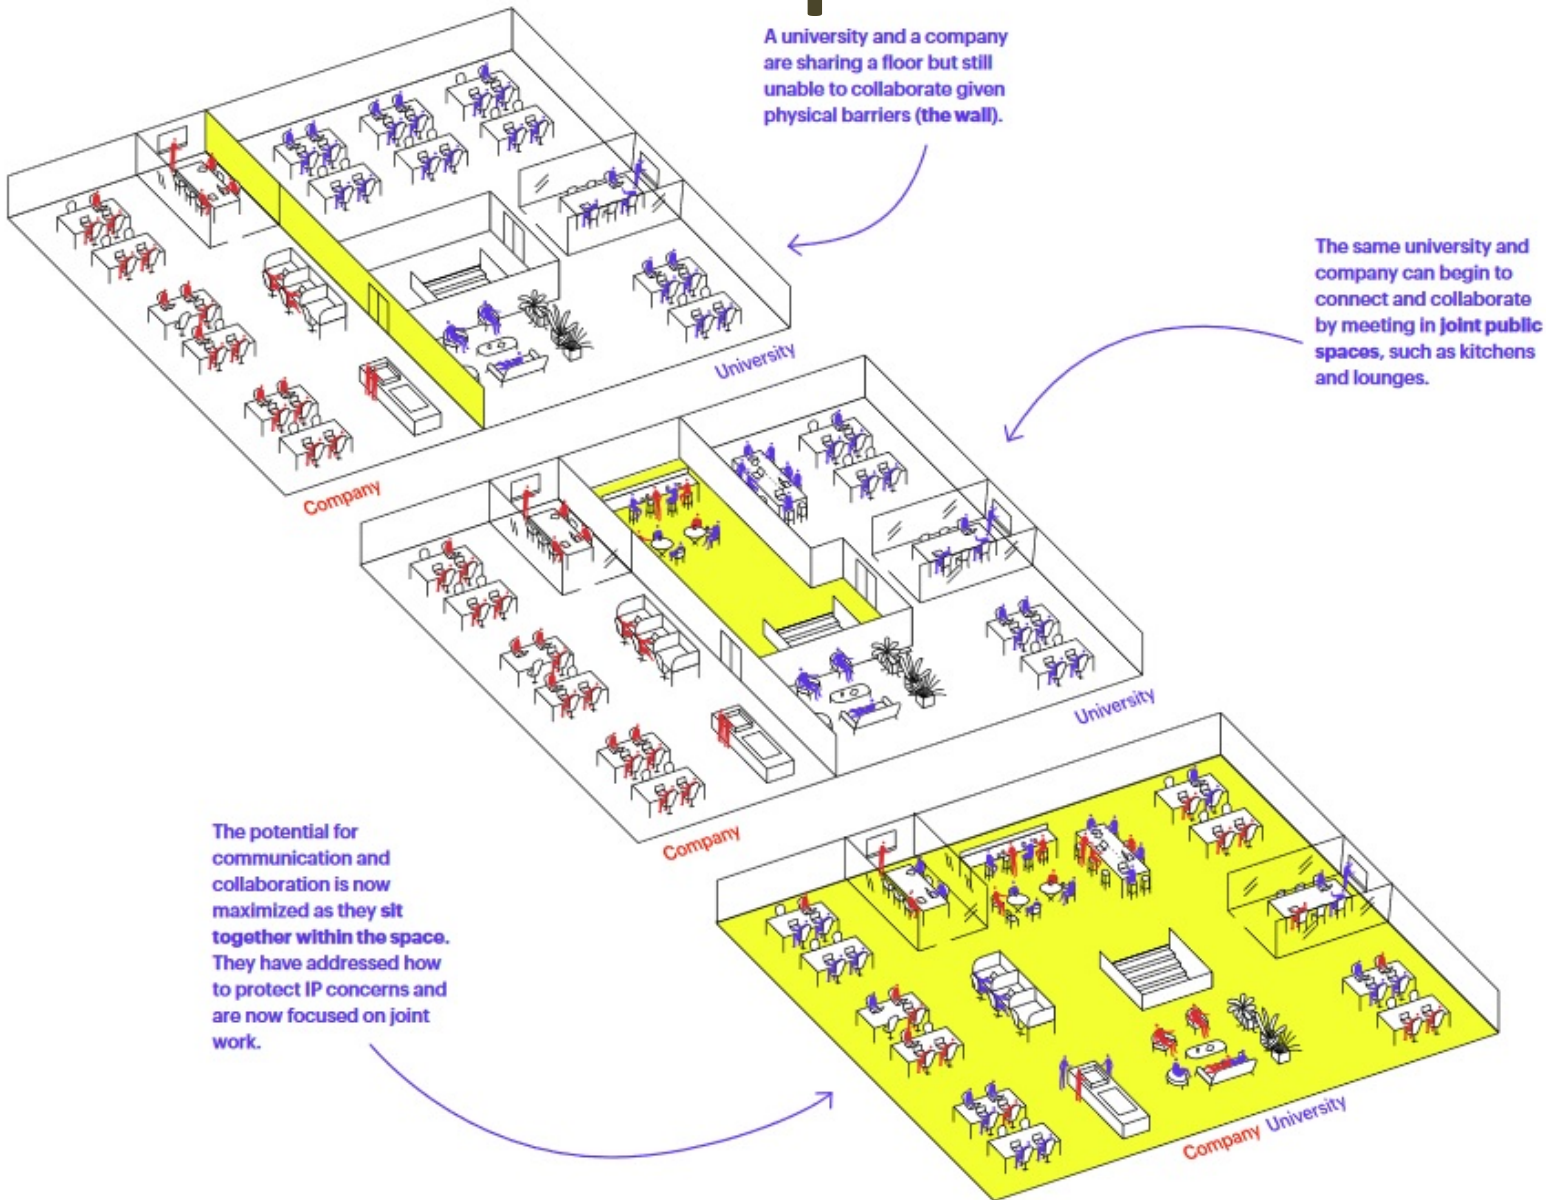 A university and a company
are sharing a floor but still
unable to collaborate given
physical barriers (the wall).
University
Company
The same university and
company can begin to
connect and collaborate
by meeting in joint public
spaces, such as kitchens
and lounges.
University
Company
The potential for
communication and
collaboration is now
maximized as they sit
together within the space.
They have addressed how
to protect IP concerns and
are now focused on joint
work.
Company University